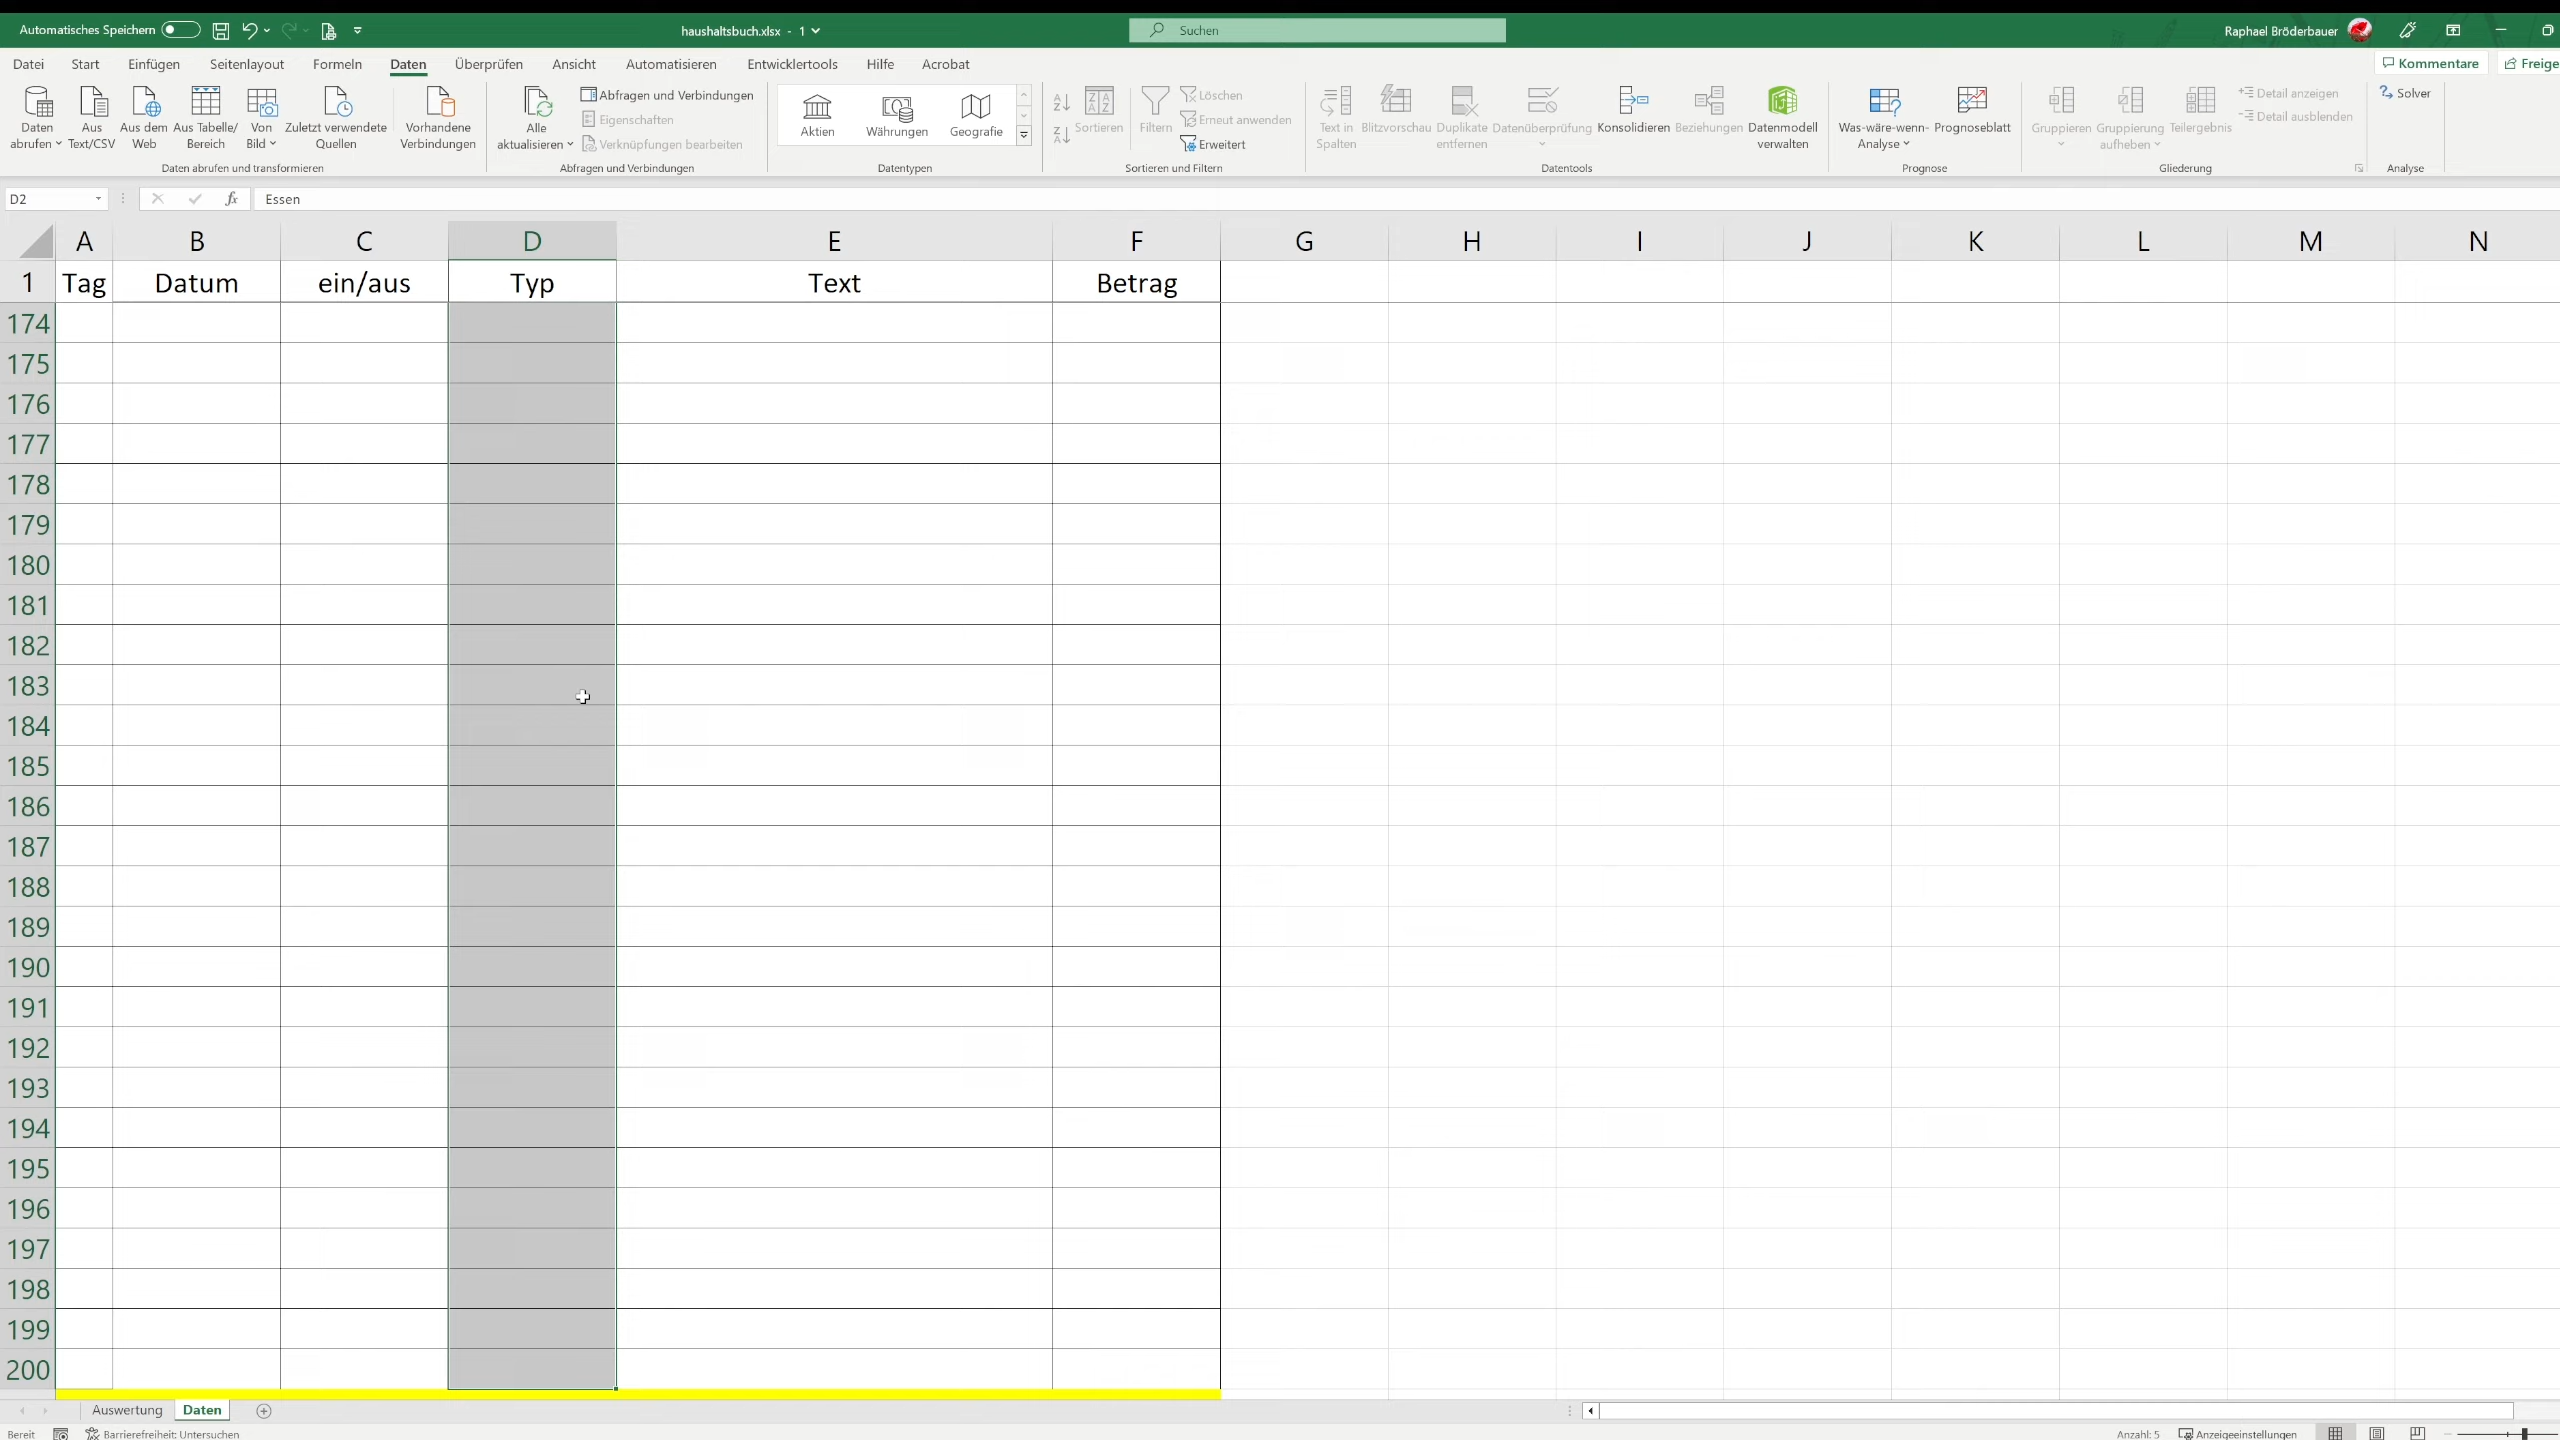 Automatisches Speichern
haushaltsbuch.xlsx - 1
Suchen
Raphael Bröderbauer
Datei Start Einfügen Seitenlayout Formeln Daten Überprüfen Ansicht Automatisieren Entwicklertools Hilfe Acrobat
Kommentare
Freige
Daten abrufen
Aus Text/CSV
Aus dem Web
Aus Tabelle/ Bereich
Von Bild
Zuletzt verwendete Quellen
Vorhandene Verbindungen
Daten abrufen und transformieren
Alle aktualisieren
Abfragen und Verbindungen
Eigenschaften
Verknüpfungen bearbeiten
Abfragen und Verbindungen
Aktien
Währungen
Geografie
Datentypen
Sortieren
Filtern
Löschen
Erneut anwenden
Erweitert
Sortieren und Filtern
Text in Spalten
Blitzvorschau
Duplikate entfernen
Datenüberprüfung
Konsolidieren
Beziehungen
Datenmodell verwalten
Datentools
Was-wäre-wenn- Analyse
Prognoseblatt
Prognose
Gruppieren
Gruppierung aufheben
Teilergebnis
Detail anzeigen
Detail ausblenden
Gliederung
Solver
Analyse
D2
fx
Essen
A B C D E F G H I J K L M N
1 Tag Datum ein/aus Typ Text Betrag
174
175
176
177
178
179
180
181
182
183
184
185
186
187
188
189
190
191
192
193
194
195
196
197
198
199
200
Auswertung Daten
Bereit
Barrierefreiheit: Untersuchen
Anzahl: 5
Anzeigeeinstellungen